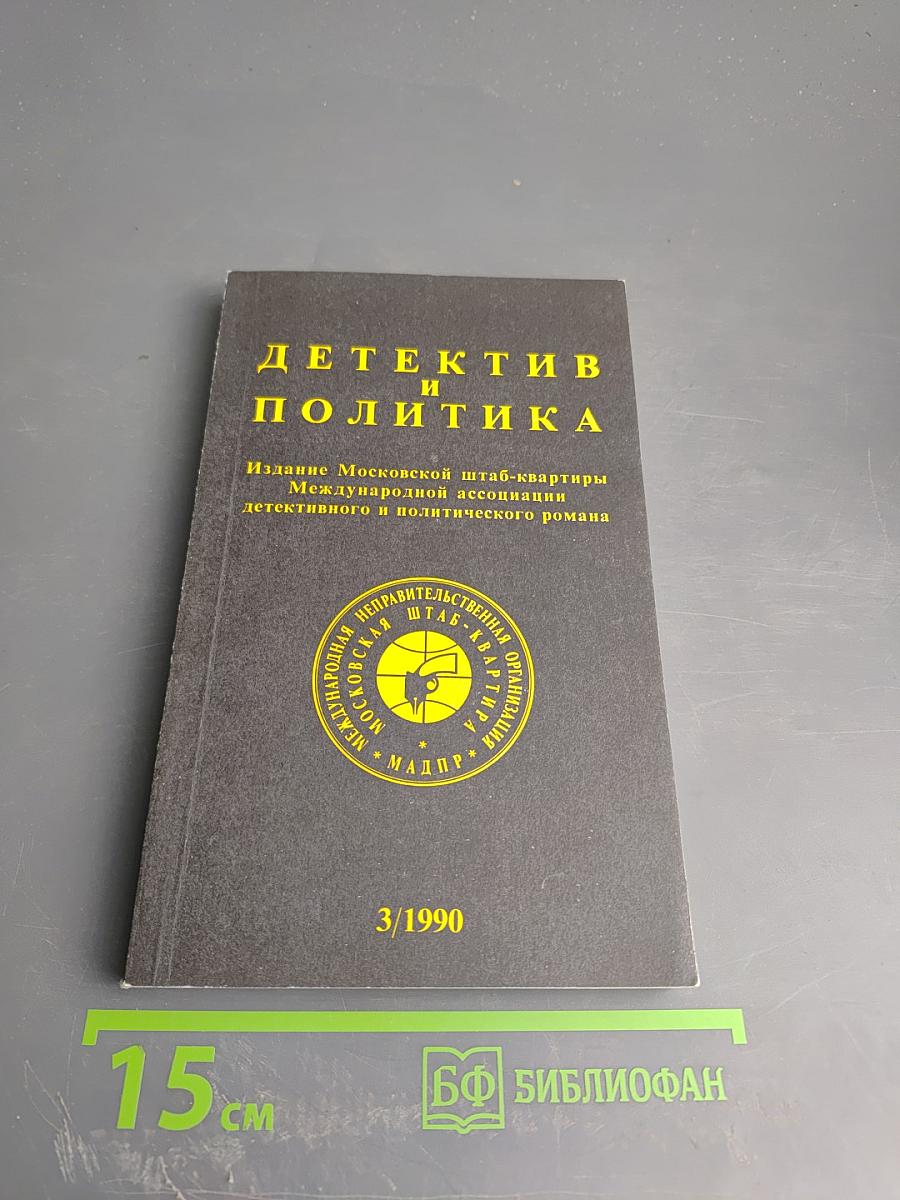 ДЕТЕКТИВ
и
ПОЛИТИКА
Издание Московской штаб-квартиры
Международной ассоциации
детективного и политического романа
МЕЖДУНАРОДНАЯ НЕПРАВИТЕЛЬСТВЕННАЯ ОРГАНИЗАЦИЯ
МОСКОВСКАЯ ШТАБ-КВАРТИРА
*
* МАДПР *
3/1990
15 см
БФ БИБЛИОФАН